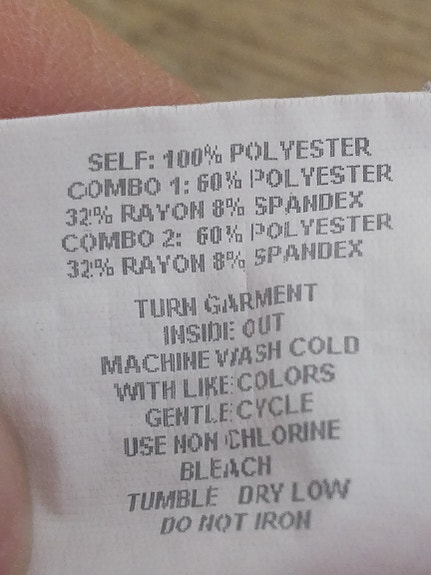 SELF: 100% POLYESTER
COMBO 1: 60% POLYESTER
32% RAYON 8% SPANDEX
COMBO 2: 60% POLYESTER
32% RAYON 8% SPANDEX
TURN GARMENT
INSIDE OUT
MACHINE WASH COLD
WITH LIKE COLORS
GENTLE CYCLE
USE NON CHLORINE
BLEACH
TUMBLE DRY LOW
DO NOT IRON